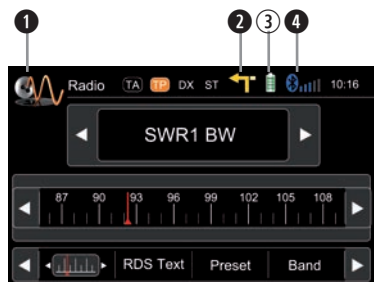 1 2 3 4
Radio TA TP DX ST 10:16
SWR1 BW
87 90 93 96 99 102 105 108
RDS Text Preset Band